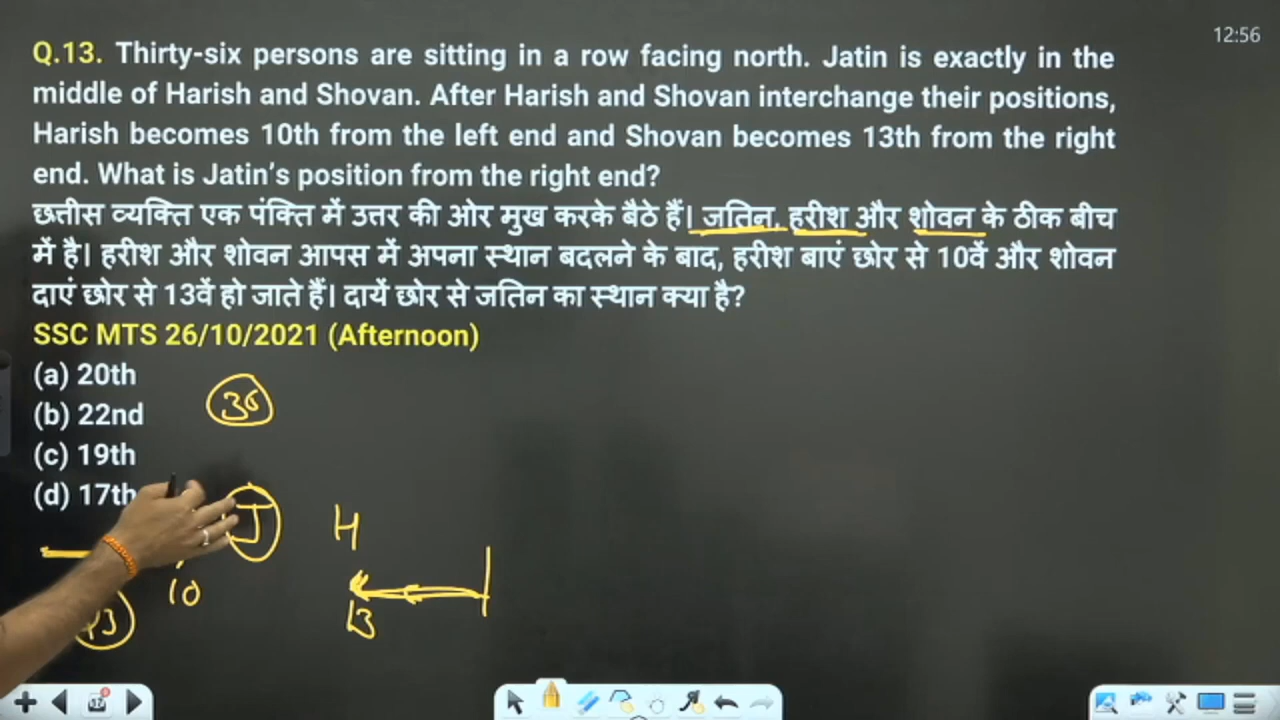 12:56
Q.13. Thirty-six persons are sitting in a row facing north. Jatin is exactly in the
middle of Harish and Shovan. After Harish and Shovan interchange their positions,
Harish becomes 10th from the left end and Shovan becomes 13th from the right
end. What is Jatin's position from the right end?
छत्तीस व्यक्ति एक पंक्ति में उत्तर की ओर मुख करके बैठे हैं। जतिन, हरीश और शोवन के ठीक बीच
में है। हरीश और शोवन आपस में अपना स्थान बदलने के बाद, हरीश बाएं छोर से 10वें और शोवन
दाएं छोर से 13वें हो जाते हैं। दायें छोर से जतिन का स्थान क्या है?
SSC MTS 26/10/2021 (Afternoon)
(a) 20th
(b) 22nd
(c) 19th
(d) 17th
36
J H
10 13